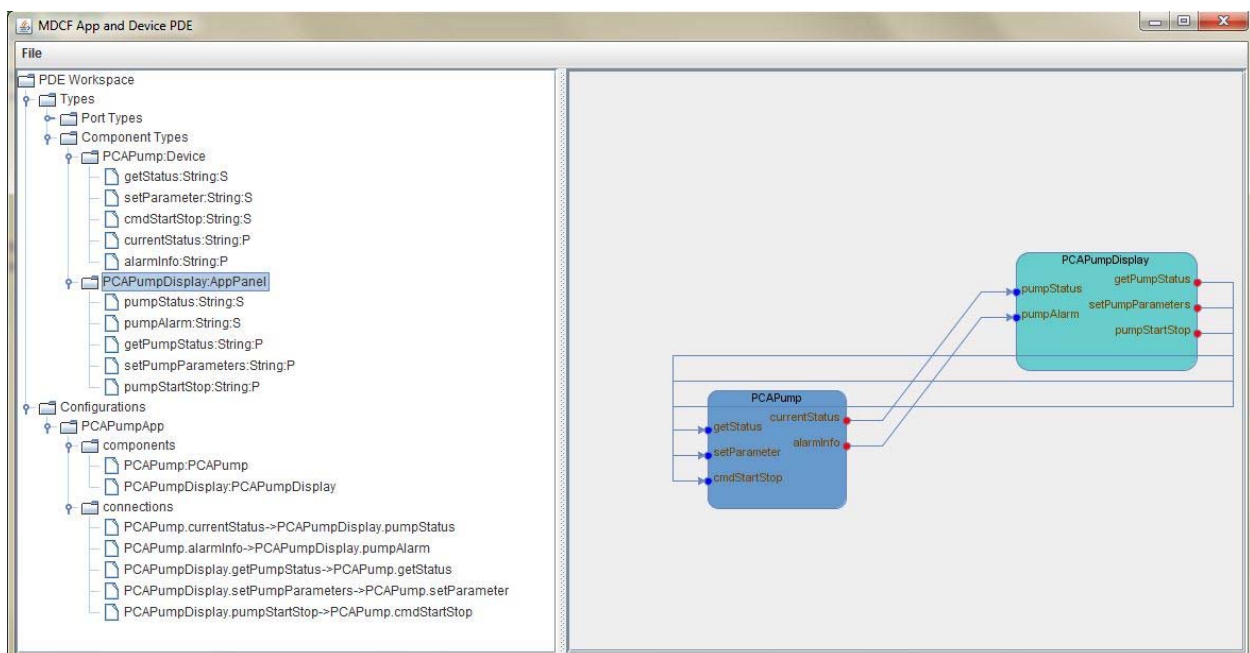 MDCF App and Device PDE
File
PDE Workspace
Types
Port Types
Component Types
PCAPump:Device
getStatus:String:S
setParameter:String:S
cmdStartStop:String:S
currentStatus:String:P
alarmInfo:String:P
PCAPumpDisplay:AppPanel
pumpStatus:String:S
pumpAlarm:String:S
getPumpStatus:String:P
setPumpParameters:String:P
pumpStartStop:String:P
Configurations
PCAPumpApp
components
PCAPump:PCAPump
PCAPumpDisplay:PCAPumpDisplay
connections
PCAPump.currentStatus->PCAPumpDisplay.pumpStatus
PCAPump.alarmInfo->PCAPumpDisplay.pumpAlarm
PCAPumpDisplay.getPumpStatus->PCAPump.getStatus
PCAPumpDisplay.setPumpParameters->PCAPump.setParameter
PCAPumpDisplay.pumpStartStop->PCAPump.cmdStartStop
PCAPumpDisplay
getPumpStatus
pumpStatus
setPumpParameters
pumpAlarm
pumpStartStop
PCAPump
currentStatus
getStatus
alarmInfo
setParameter
cmdStartStop